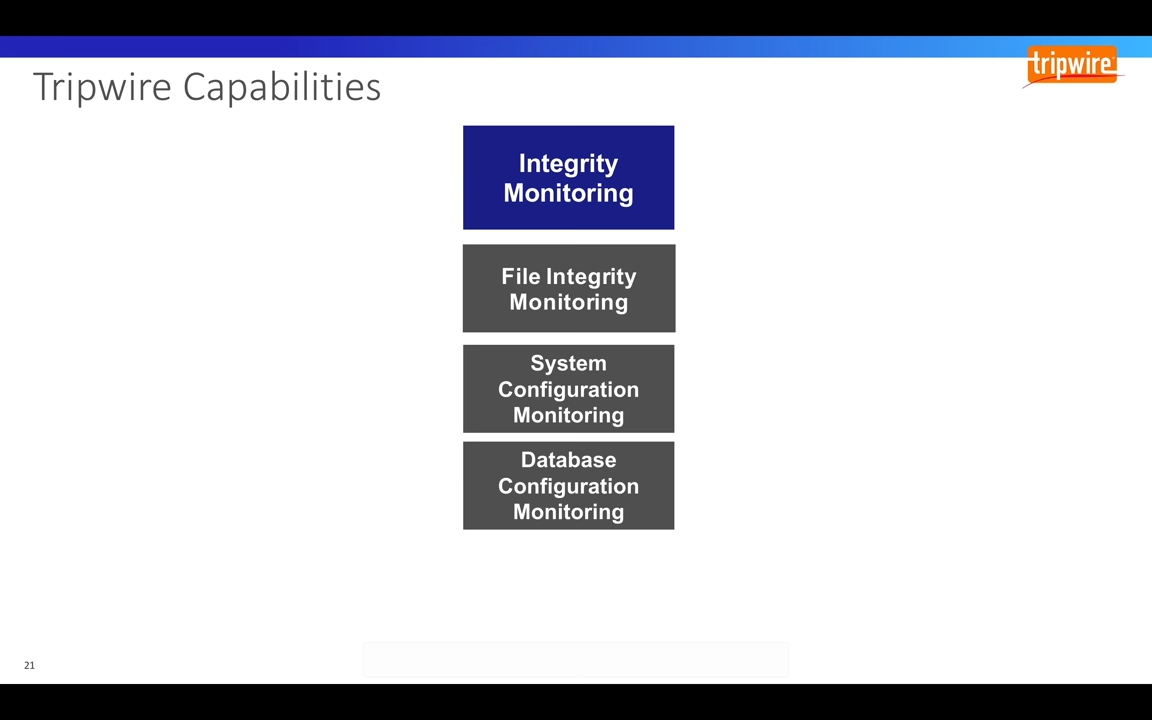 tripwire
Tripwire Capabilities
Integrity
Monitoring
File Integrity
Monitoring
System
Configuration
Monitoring
Database
Configuration
Monitoring
21